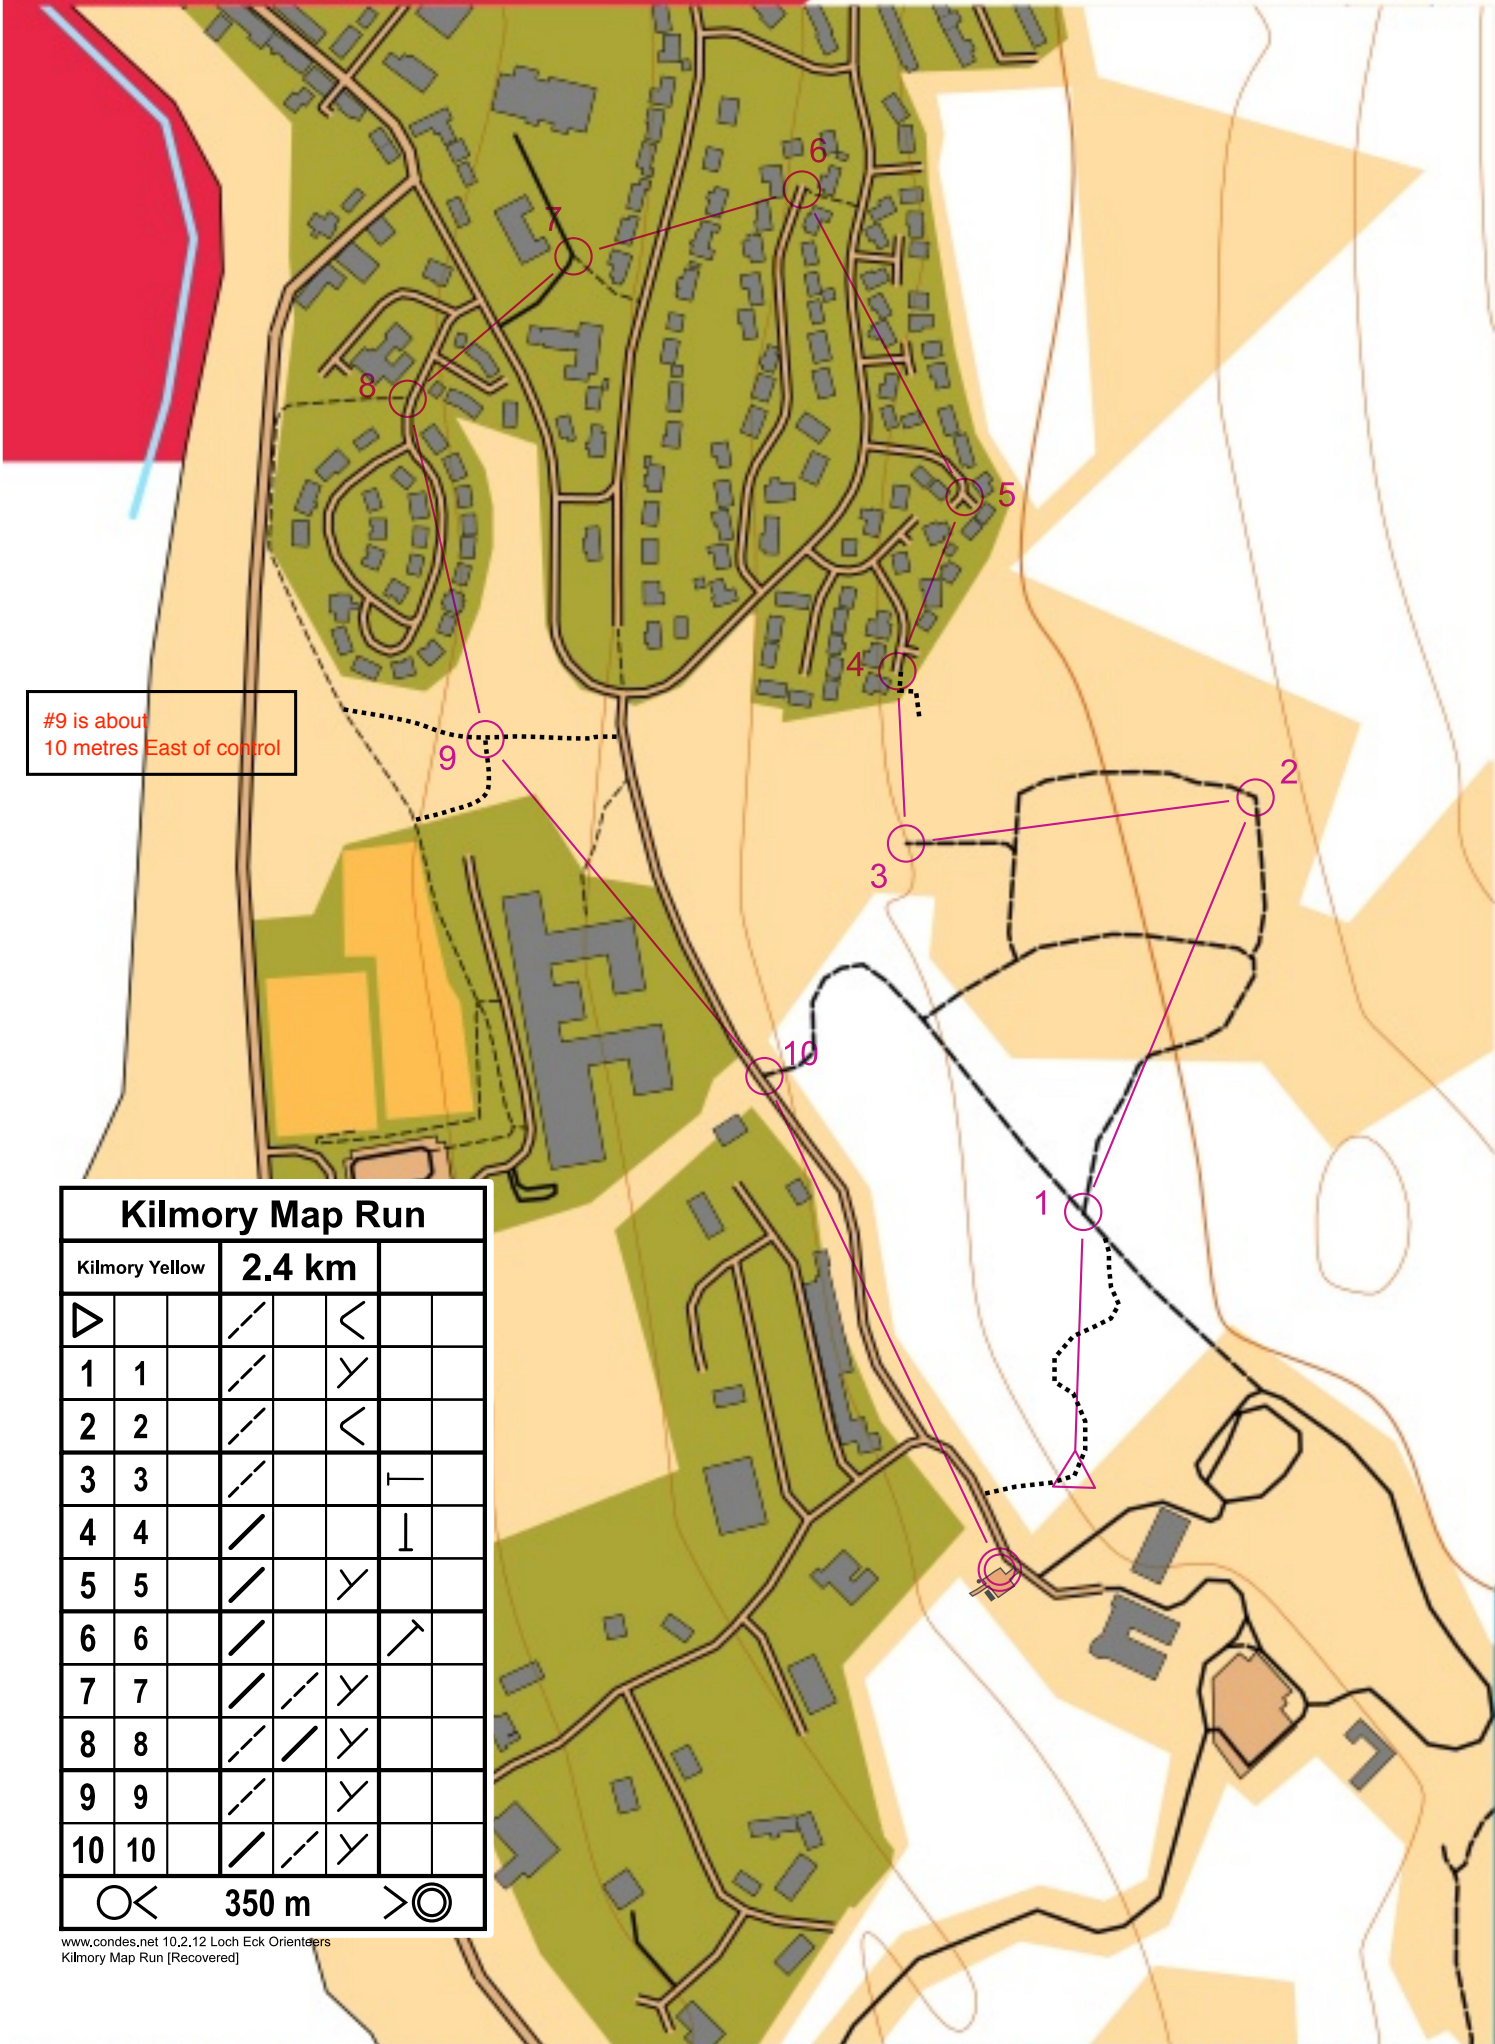 6
7
8
5
4
#9 is about
10 metres East of control
9
2
3
10
1
Kilmory Map Run
Kilmory Yellow 2.4 km
1 1
2 2
3 3
4 4
5 5
6 6
7 7
8 8
9 9
10 10
350 m
www.condes.net 10.2.12 Loch Eck Orienteers
Kilmory Map Run [Recovered]